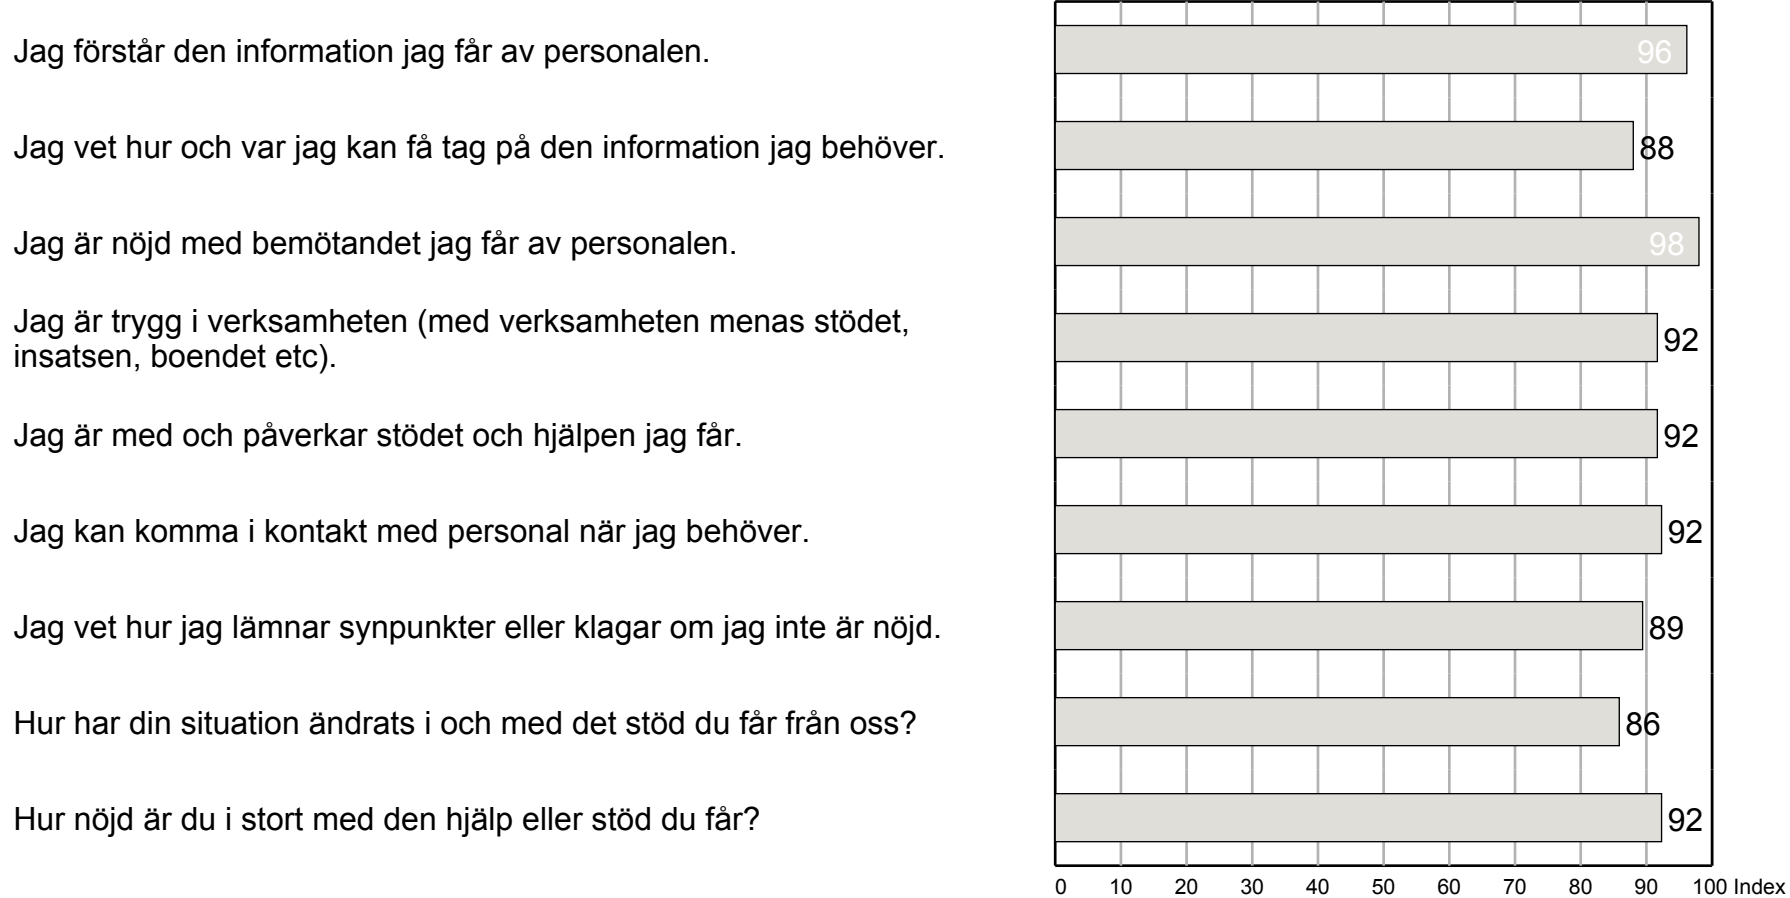 Jag förstår den information jag får av personalen.
96
Jag vet hur och var jag kan få tag på den information jag behöver.
88
Jag är nöjd med bemötandet jag får av personalen.
98
Jag är trygg i verksamheten (med verksamheten menas stödet,
insatsen, boendet etc).
92
Jag är med och påverkar stödet och hjälpen jag får.
92
Jag kan komma i kontakt med personal när jag behöver.
92
Jag vet hur jag lämnar synpunkter eller klagar om jag inte är nöjd.
89
Hur har din situation ändrats i och med det stöd du får från oss?
86
Hur nöjd är du i stort med den hjälp eller stöd du får?
92
0 10 20 30 40 50 60 70 80 90 100 Index